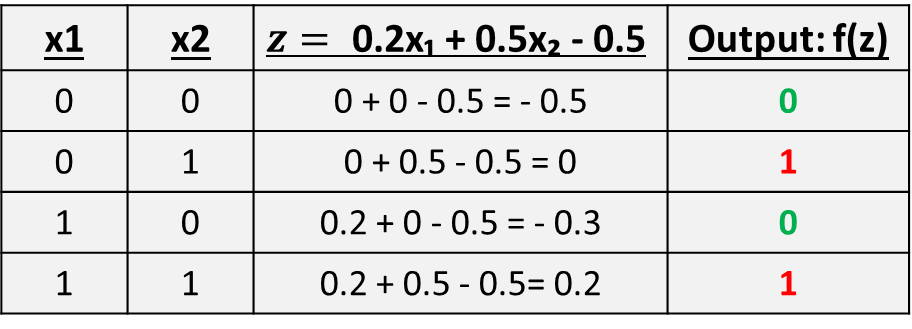 x1 x2 z = 0.2x₁ + 0.5x₂ - 0.5 Output: f(z)
0 0 0 + 0 - 0.5 = - 0.5 0
0 1 0 + 0.5 - 0.5 = 0 1
1 0 0.2 + 0 - 0.5 = - 0.3 0
1 1 0.2 + 0.5 - 0.5= 0.2 1